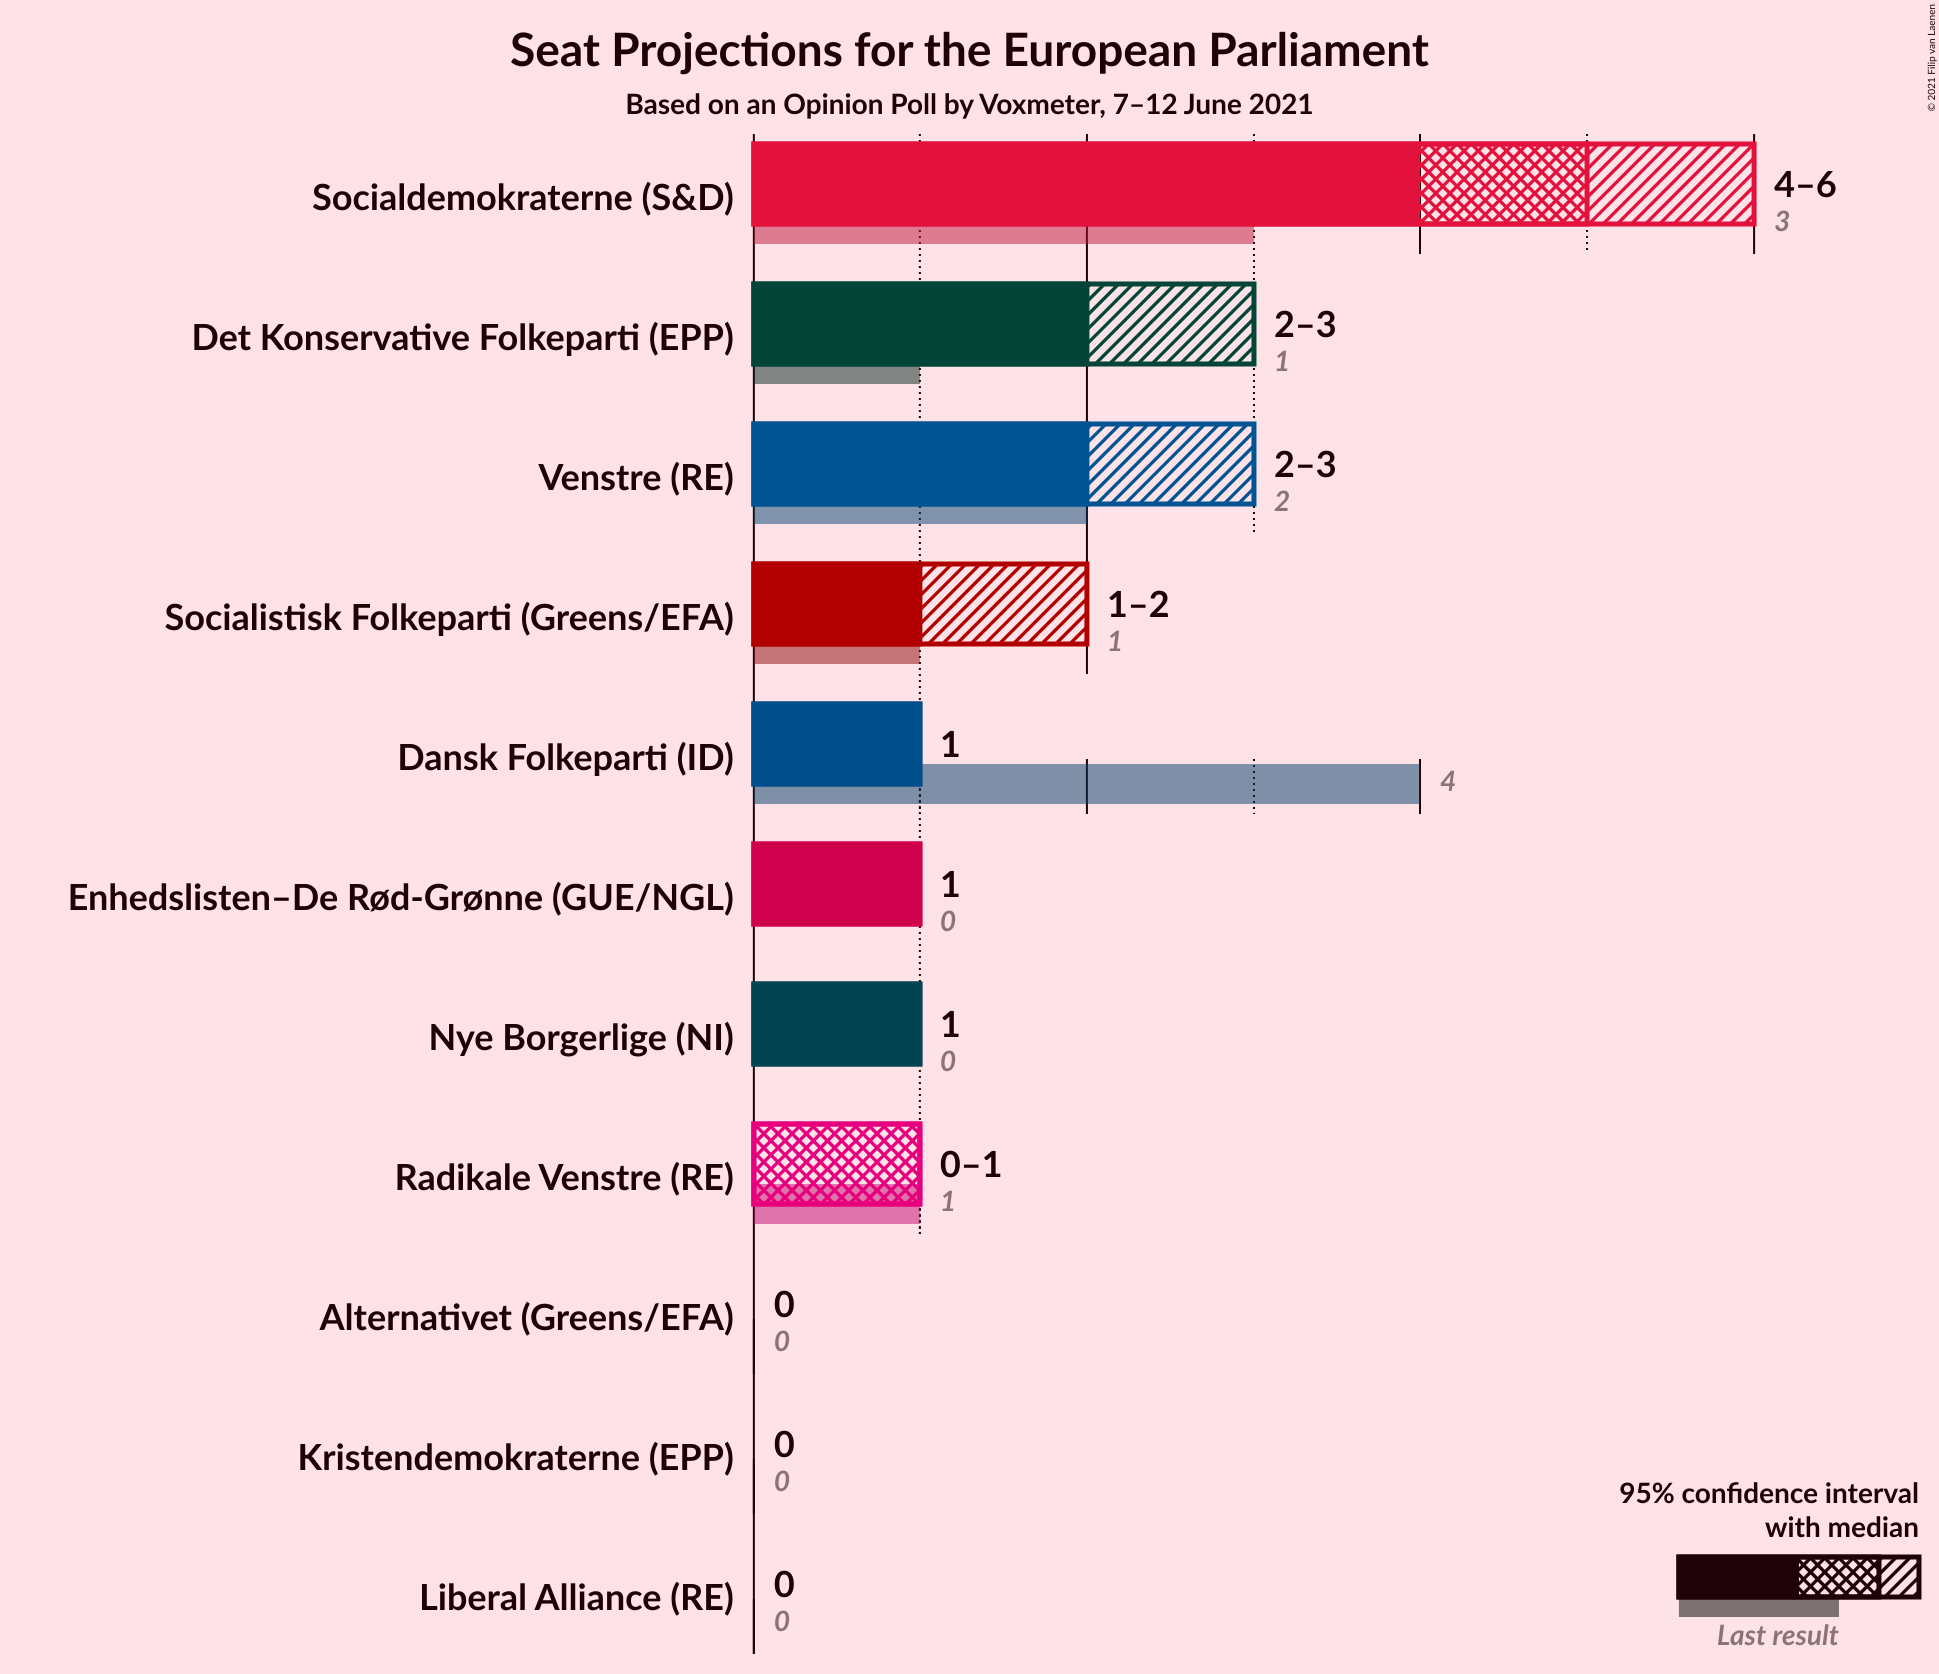 Seat Projections for the European Parliament
Based on an Opinion Poll by Voxmeter, 7–12 June 2021
© 2021 Filip van Laenen
Socialdemokraterne (S&D)
4–6
3
Det Konservative Folkeparti (EPP)
2–3
1
Venstre (RE)
2–3
2
Socialistisk Folkeparti (Greens/EFA)
1–2
1
Dansk Folkeparti (ID)
1
4
Enhedslisten–De Rød-Grønne (GUE/NGL)
1
0
Nye Borgerlige (NI)
1
0
Radikale Venstre (RE)
0–1
1
Alternativet (Greens/EFA)
0
0
Kristendemokraterne (EPP)
0
0
Liberal Alliance (RE)
0
0
95% confidence interval
with median
Last result